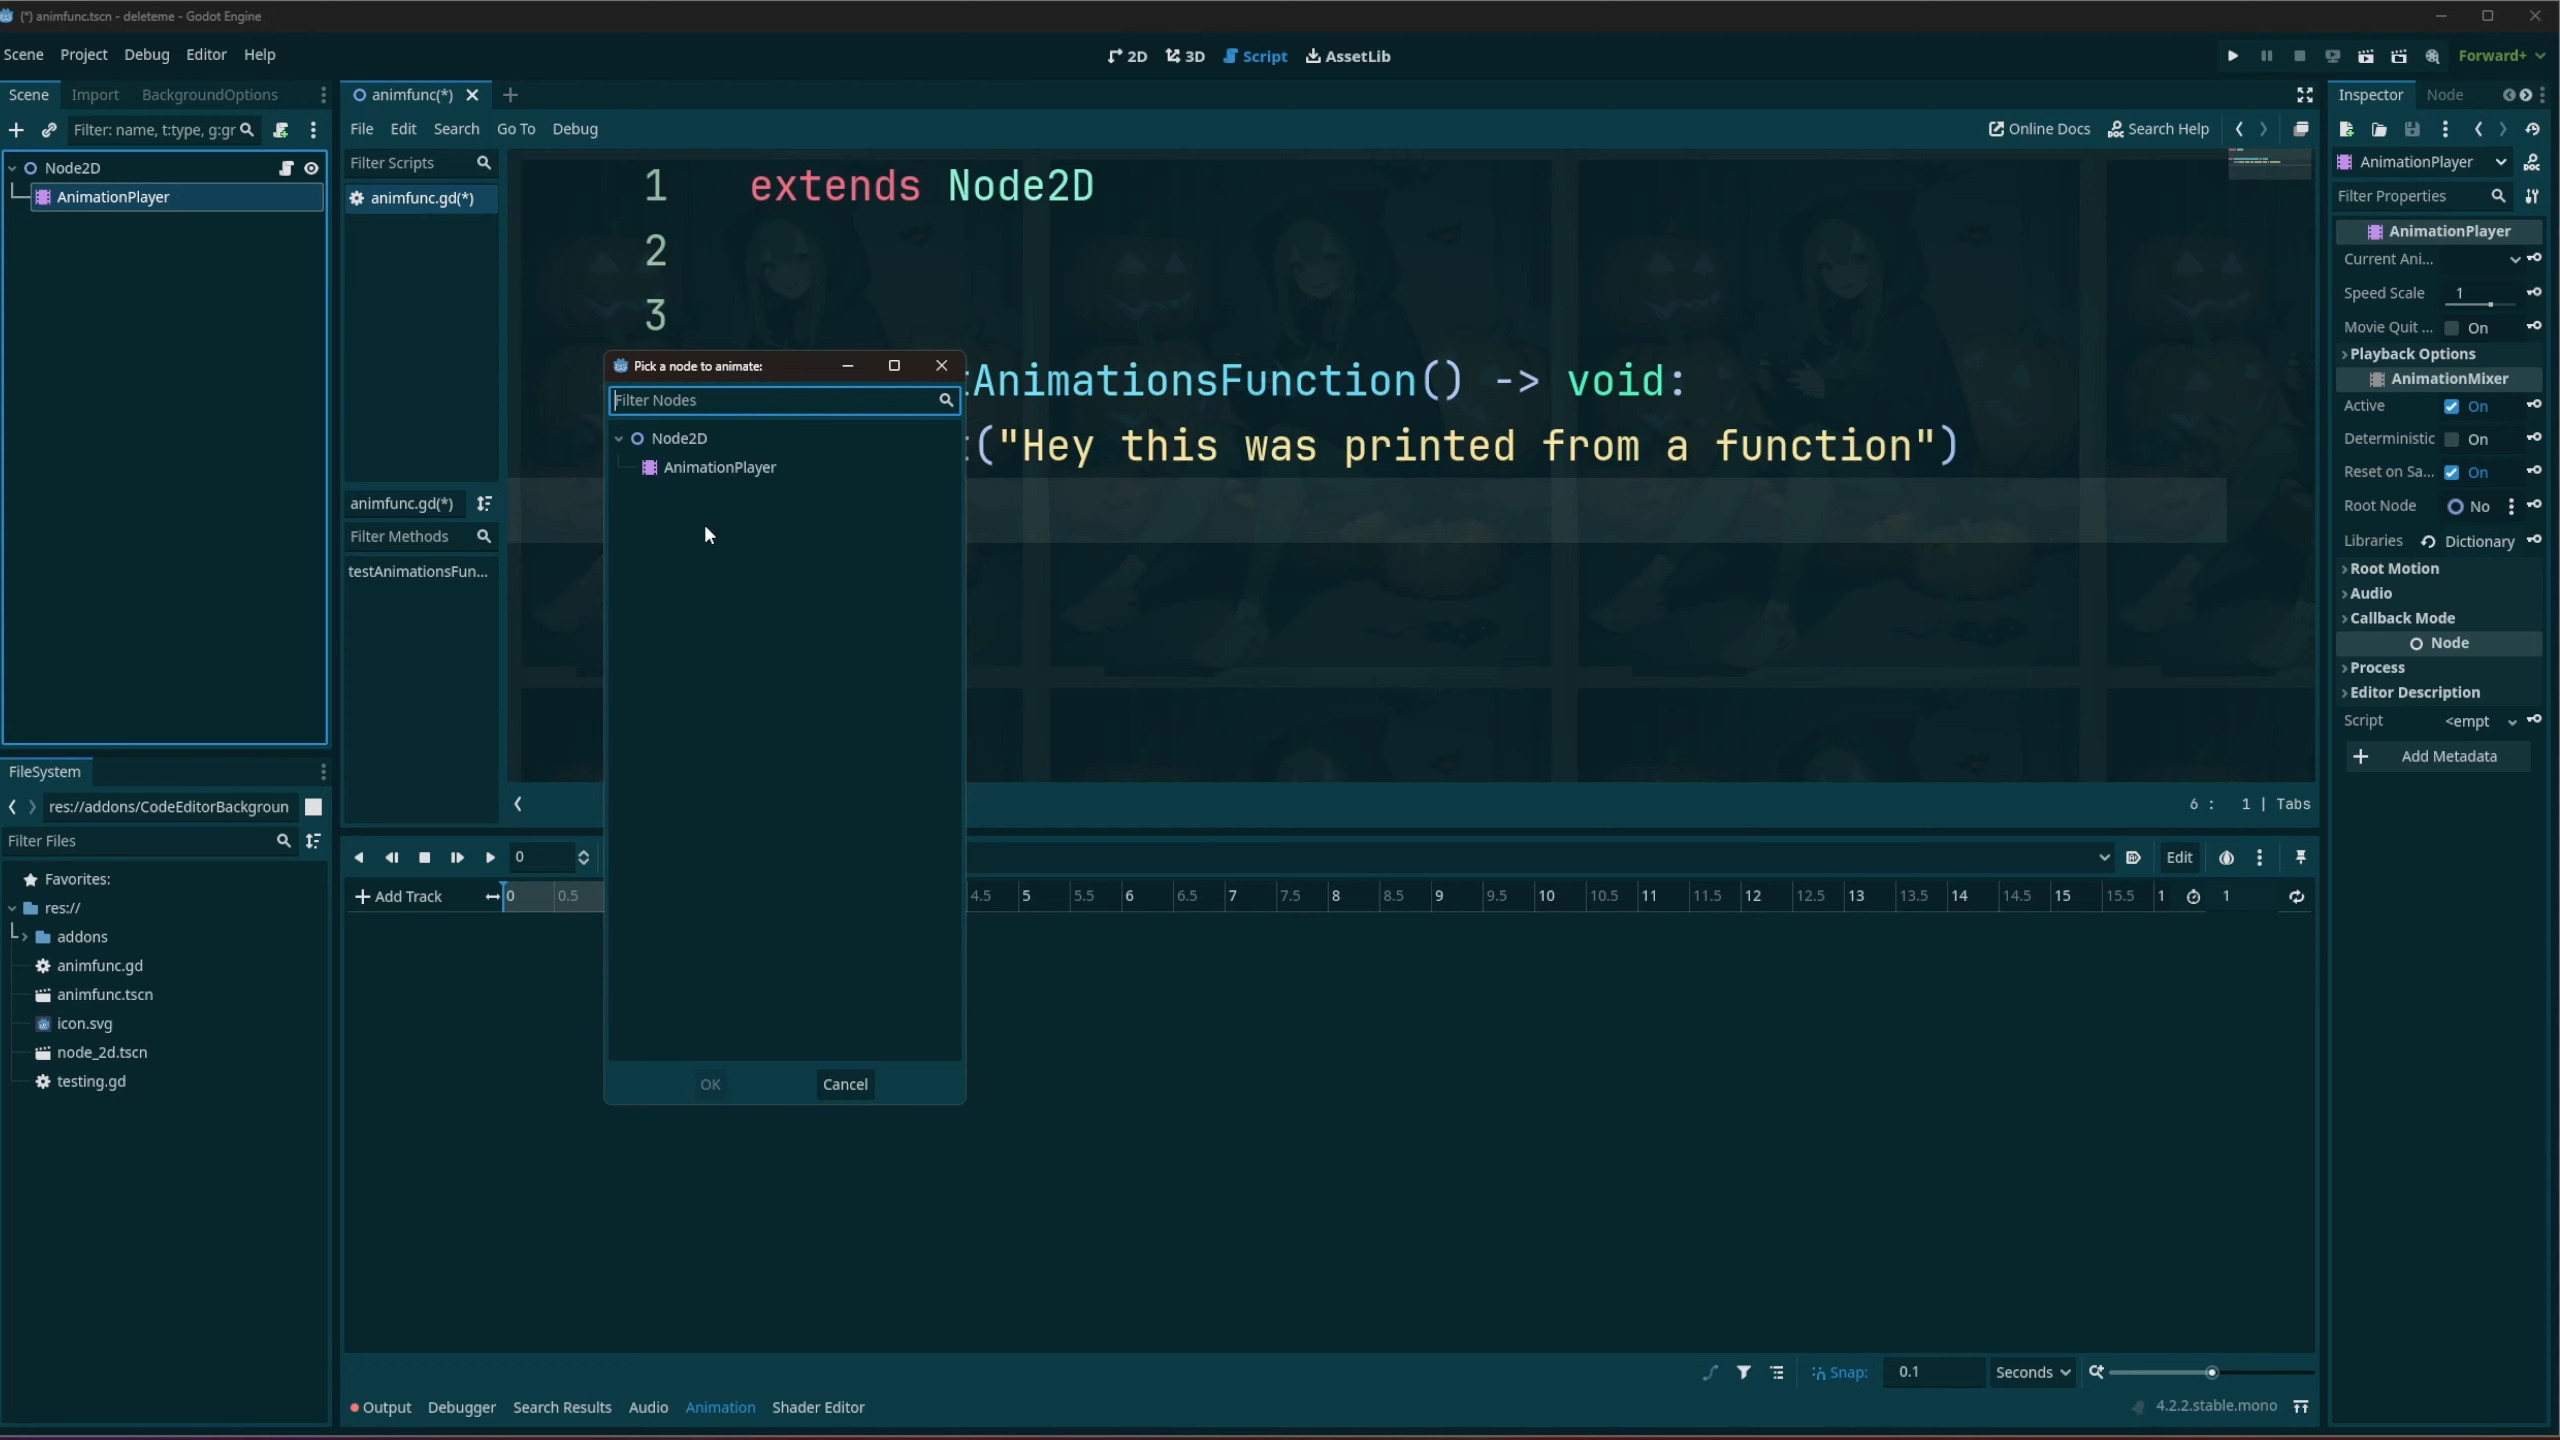 (*) animfunc.tscn - deleteme - Godot Engine
Scene Project Debug Editor Help
2D 3D Script AssetLib
Forward+
Scene Import BackgroundOptions
animfunc(*)
Inspector Node
Filter: name, t:type, g:gr
File Edit Search Go To Debug
Online Docs Search Help
Node2D
AnimationPlayer
Filter Scripts
animfunc.gd(*)
animfunc.gd(*)
Filter Methods
testAnimationsFun...
1 extends Node2D
2
3
tAnimationsFunction() -> void:
t("Hey this was printed from a function")
Pick a node to animate:
Filter Nodes
Node2D
AnimationPlayer
OK Cancel
6 : 1 | Tabs
AnimationPlayer
Filter Properties
AnimationPlayer
Current Ani...
Speed Scale 1
Movie Quit ... On
Playback Options
AnimationMixer
Active On
Deterministic On
Reset on Sa... On
Root Node No
Libraries Dictionary
Root Motion
Audio
Callback Mode
Node
Process
Editor Description
Script <empt
+ Add Metadata
FileSystem
res://addons/CodeEditorBackgroun
Filter Files
Favorites:
res://
addons
animfunc.gd
animfunc.tscn
icon.svg
node_2d.tscn
testing.gd
0
Edit
+ Add Track 0 0.5 4.5 5 5.5 6 6.5 7 7.5 8 8.5 9 9.5 10 10.5 11 11.5 12 12.5 13 13.5 14 14.5 15 15.5 1 1
Snap: 0.1 Seconds
Output Debugger Search Results Audio Animation Shader Editor
4.2.2.stable.mono